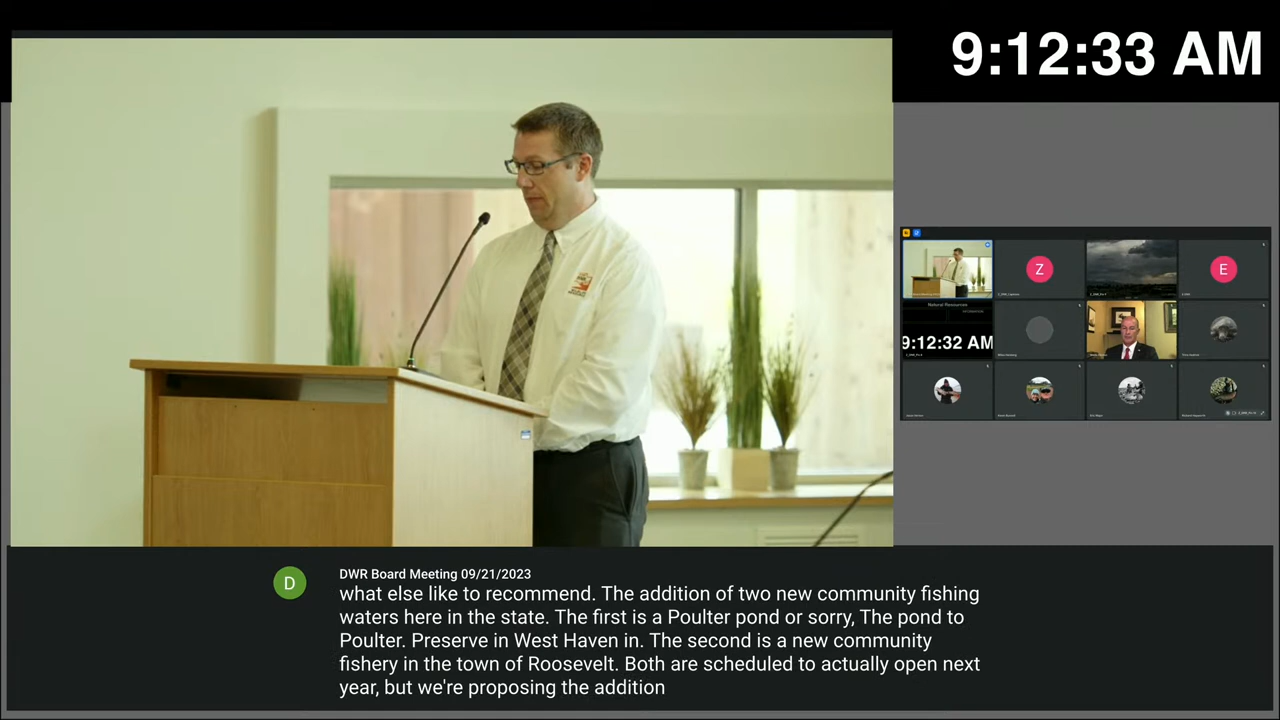 9:12:33 AM
Natural Resources
INFORMATION
9:12:32 AM
Z
E
D
DWR Board Meeting 09/21/2023
what else like to recommend. The addition of two new community fishing
waters here in the state. The first is a Poulter pond or sorry, The pond to
Poulter. Preserve in West Haven in. The second is a new community
fishery in the town of Roosevelt. Both are scheduled to actually open next
year, but we're proposing the addition